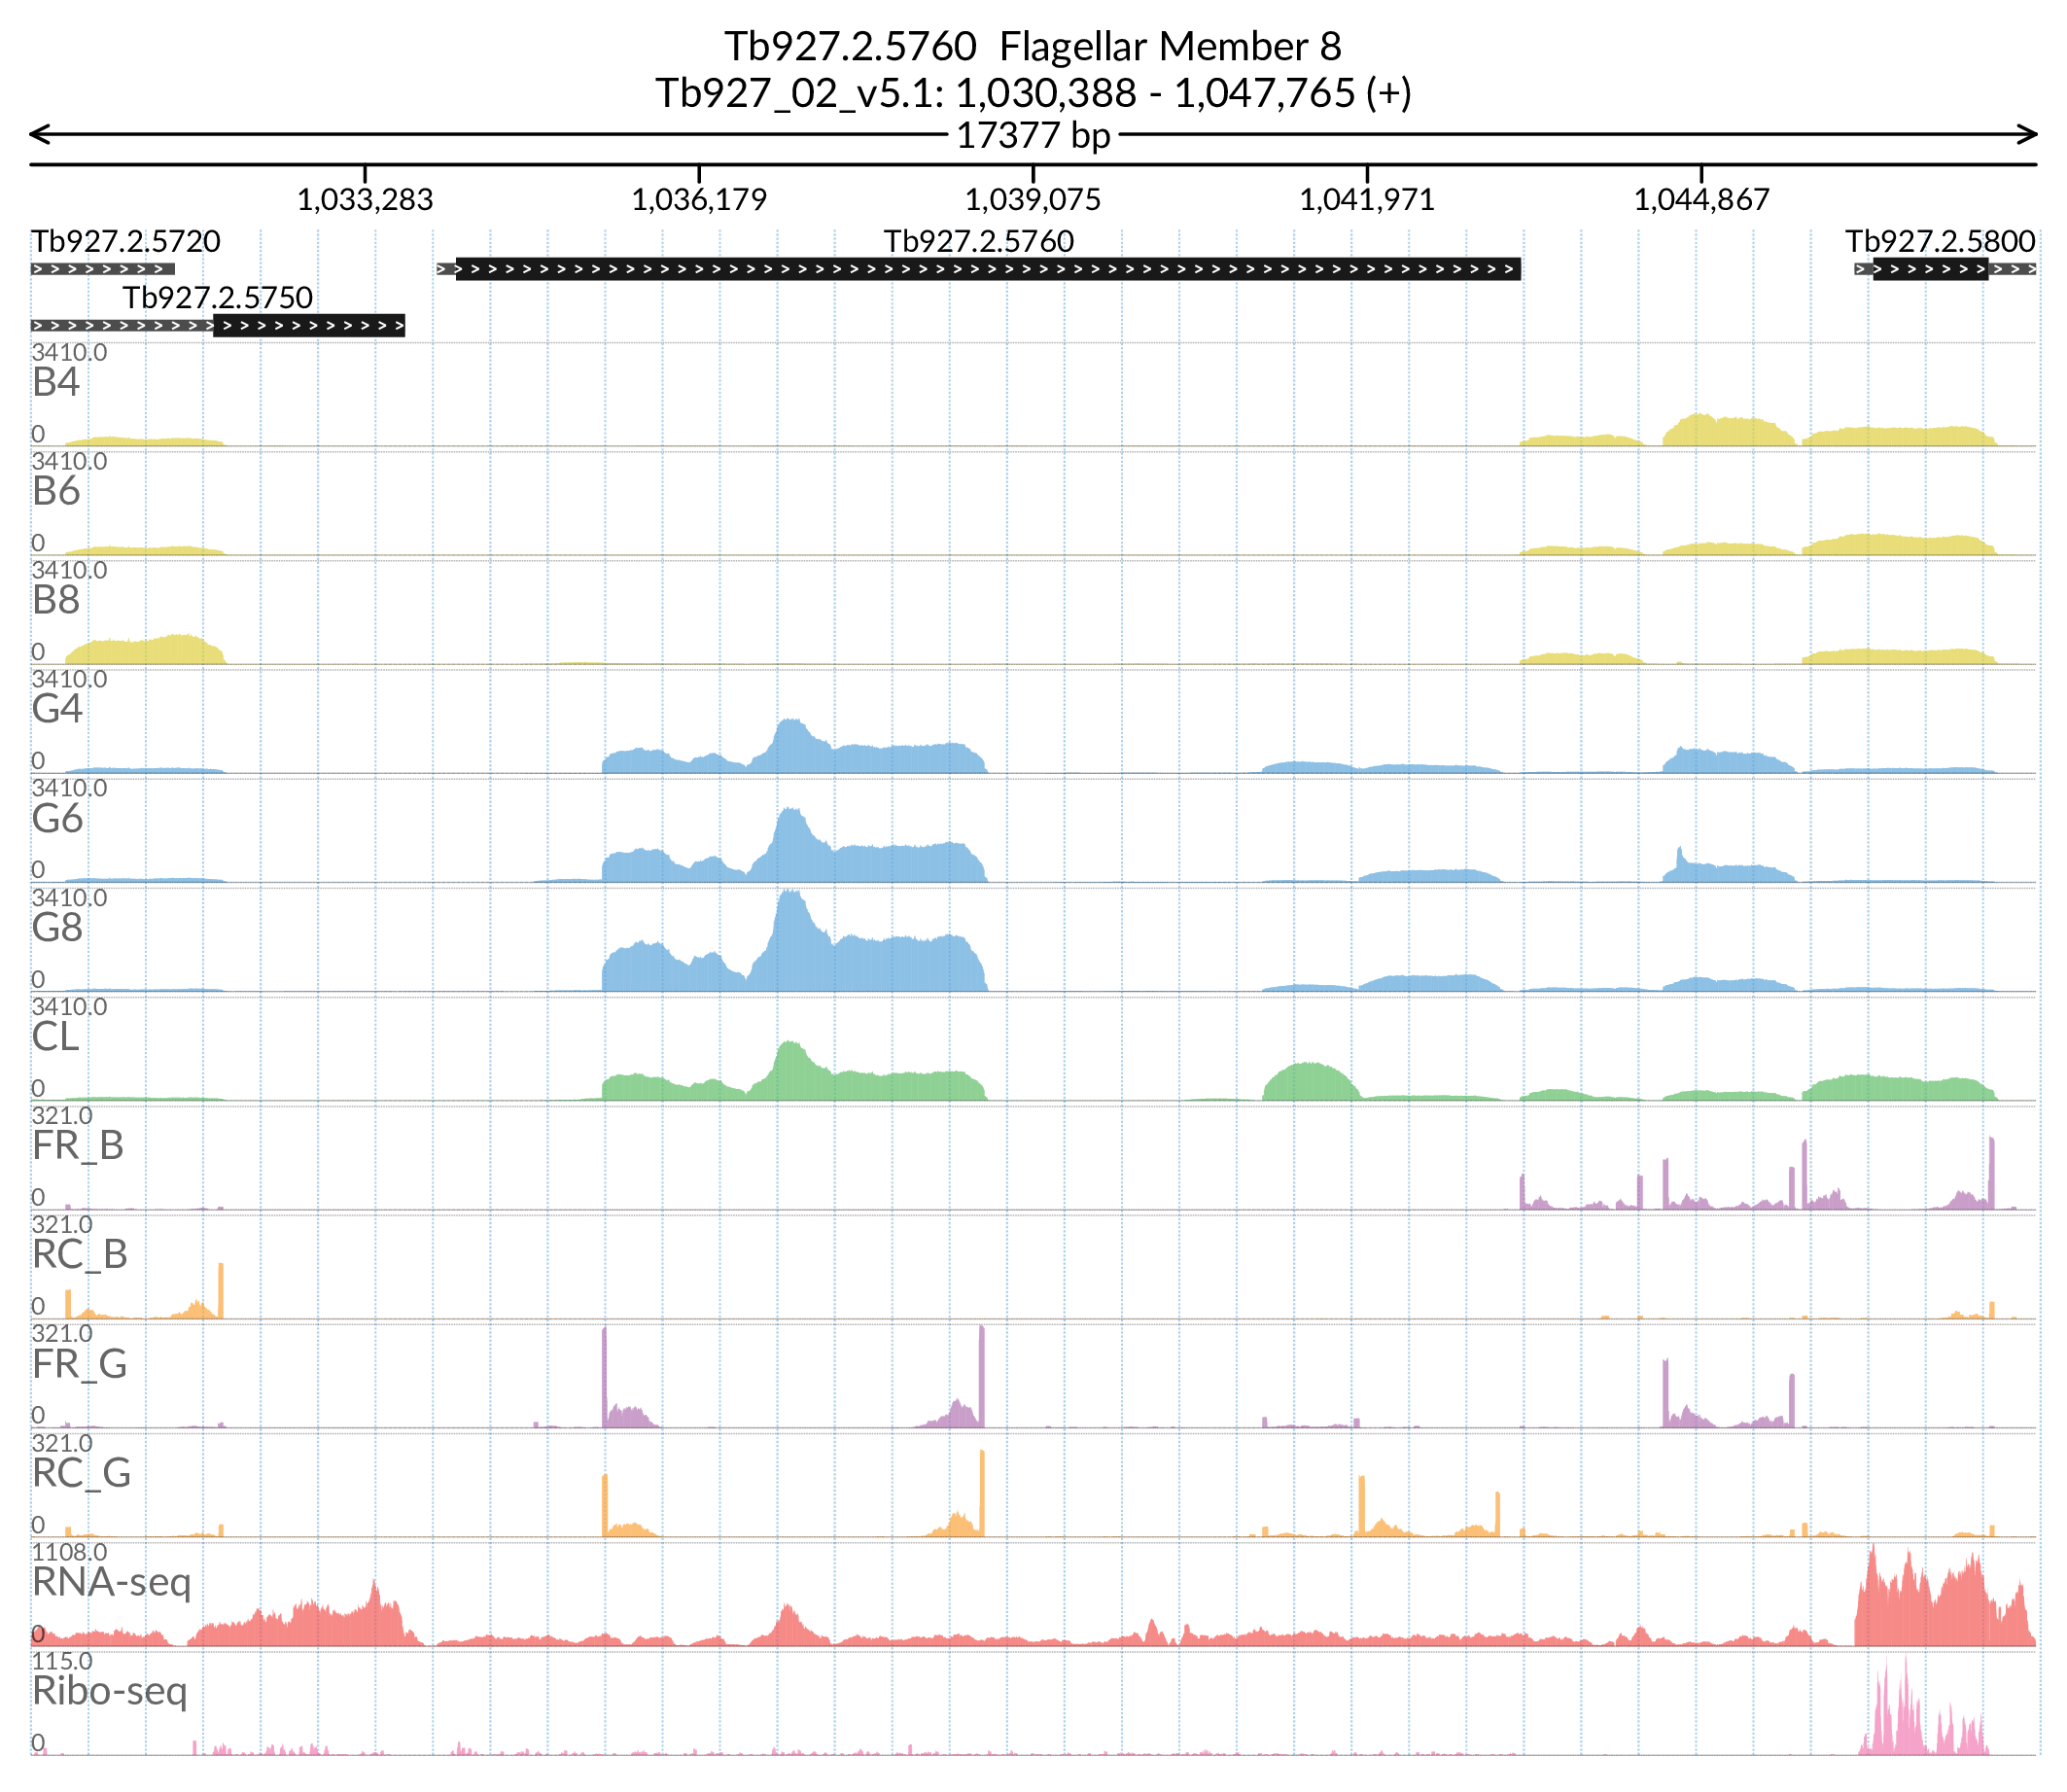 Tb927.2.5760 Flagellar Member 8
Tb927_02_v5.1: 1,030,388 - 1,047,765 (+)
17377 bp
1,033,283 1,036,179 1,039,075 1,041,971 1,044,867
Tb927.2.5720 Tb927.2.5760 Tb927.2.5800
Tb927.2.5750
3410.0
B4
0
3410.0
B6
0
3410.0
B8
0
3410.0
G4
0
3410.0
G6
0
3410.0
G8
0
3410.0
CL
0
321.0
FR_B
0
321.0
RC_B
0
321.0
FR_G
0
321.0
RC_G
0
1108.0
RNA-seq
0
115.0
Ribo-seq
0